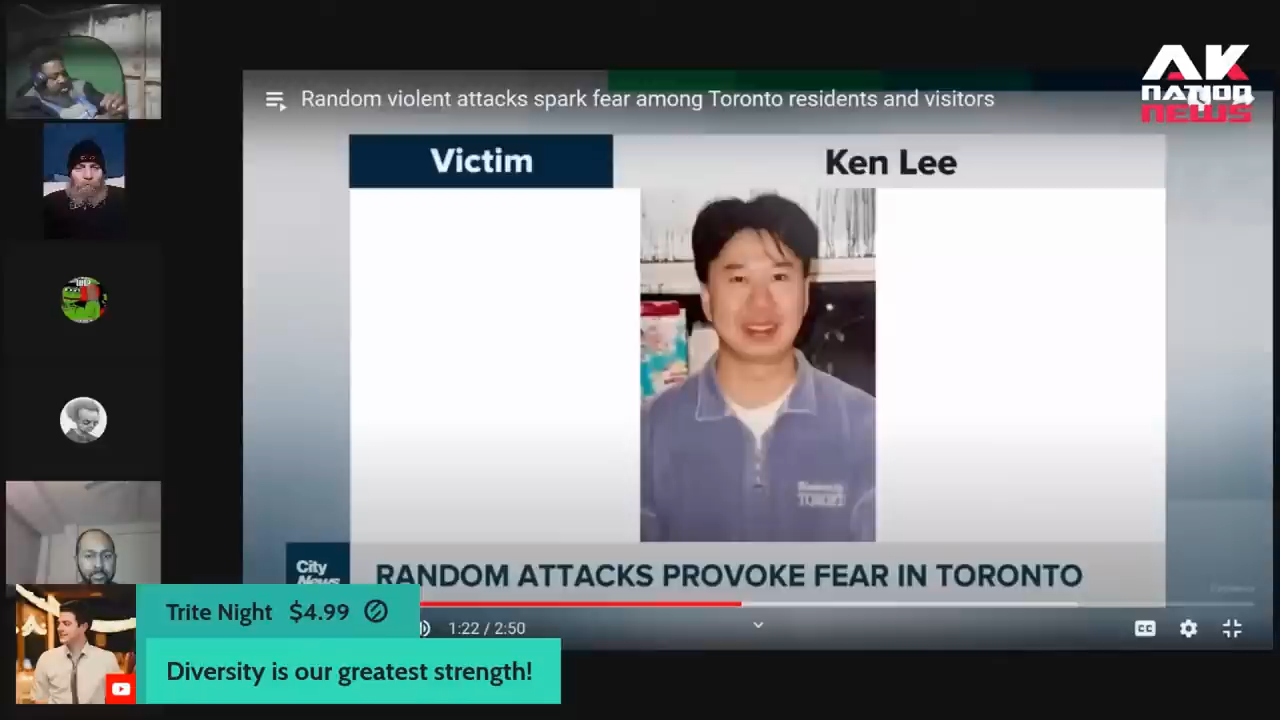 AK
NATION
NEWS
Random violent attacks spark fear among Toronto residents and visitors
Victim
Ken Lee
TORONTO
City
News
RANDOM ATTACKS PROVOKE FEAR IN TORONTO
1:22 / 2:50
CC
Trite Night $4.99
Diversity is our greatest strength!